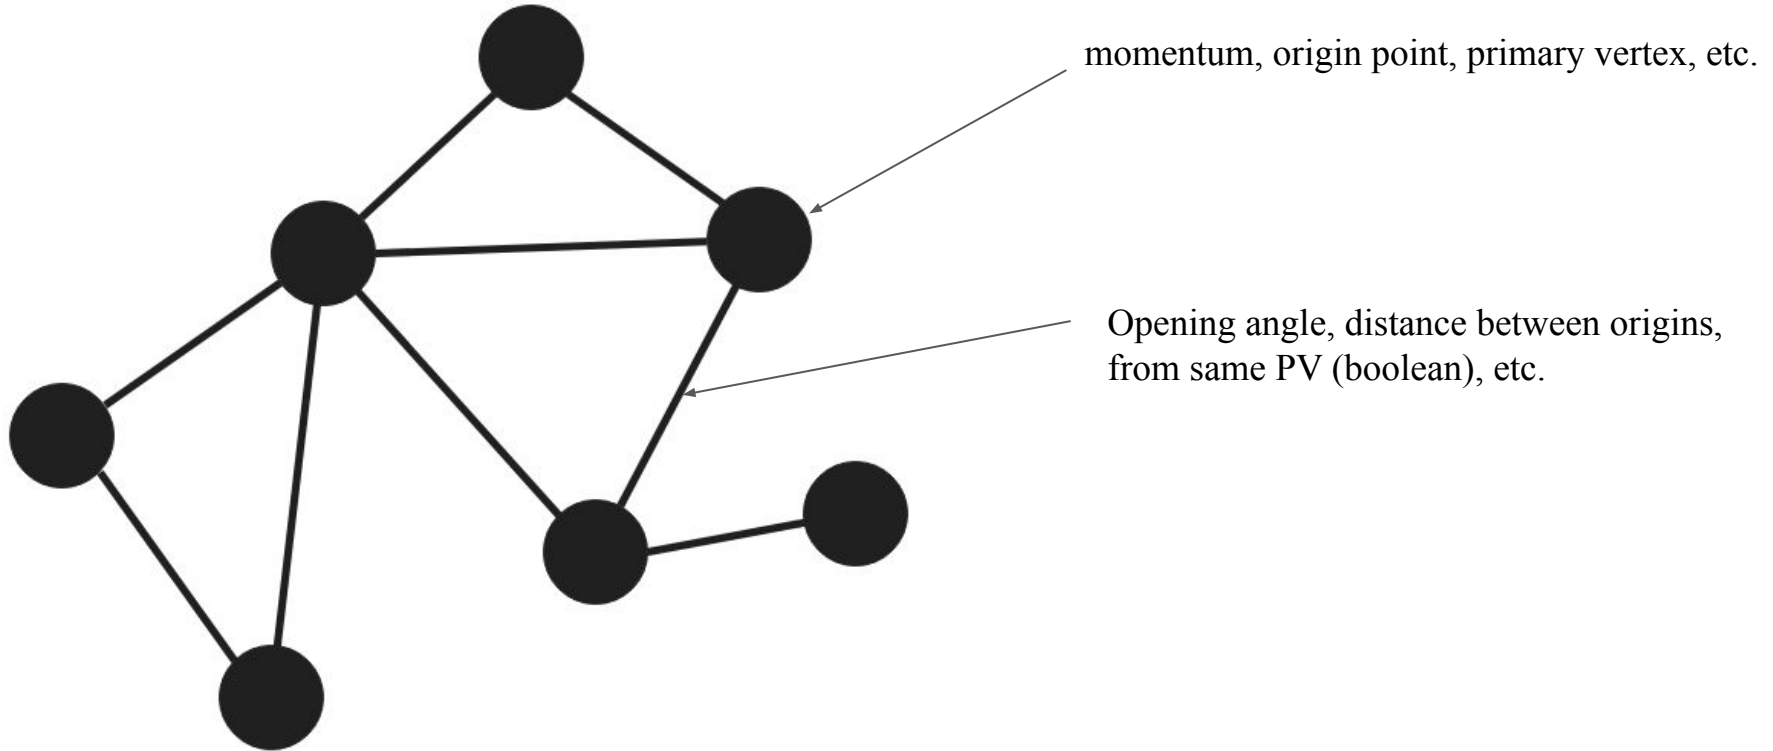 momentum, origin point, primary vertex, etc.
Opening angle, distance between origins,
from same PV (boolean), etc.